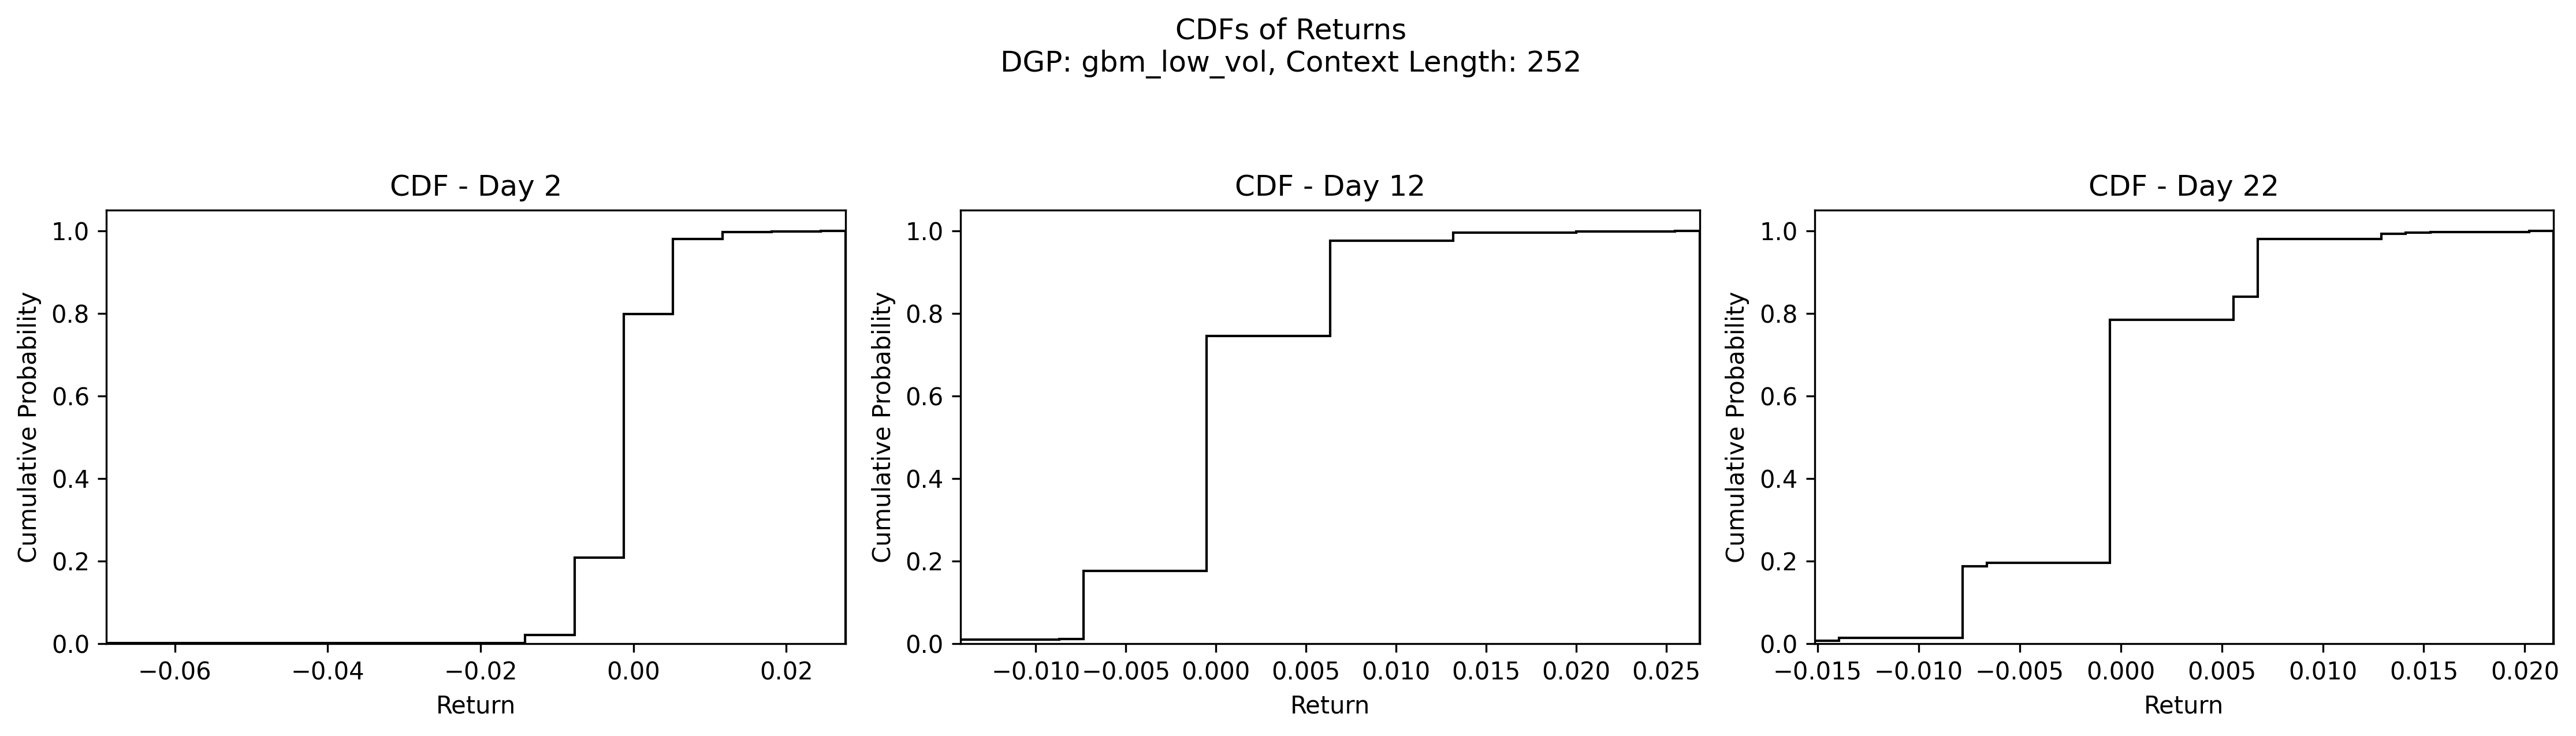 CDFs of Returns
DGP: gbm_low_vol, Context Length: 252
CDF - Day 2
Cumulative Probability
1.0
0.8
0.6
0.4
0.2
0.0
−0.06 −0.04 −0.02 0.00 0.02
Return
CDF - Day 12
Cumulative Probability
1.0
0.8
0.6
0.4
0.2
0.0
−0.010 −0.005 0.000 0.005 0.010 0.015 0.020 0.025
Return
CDF - Day 22
Cumulative Probability
1.0
0.8
0.6
0.4
0.2
0.0
−0.015 −0.010 −0.005 0.000 0.005 0.010 0.015 0.020
Return